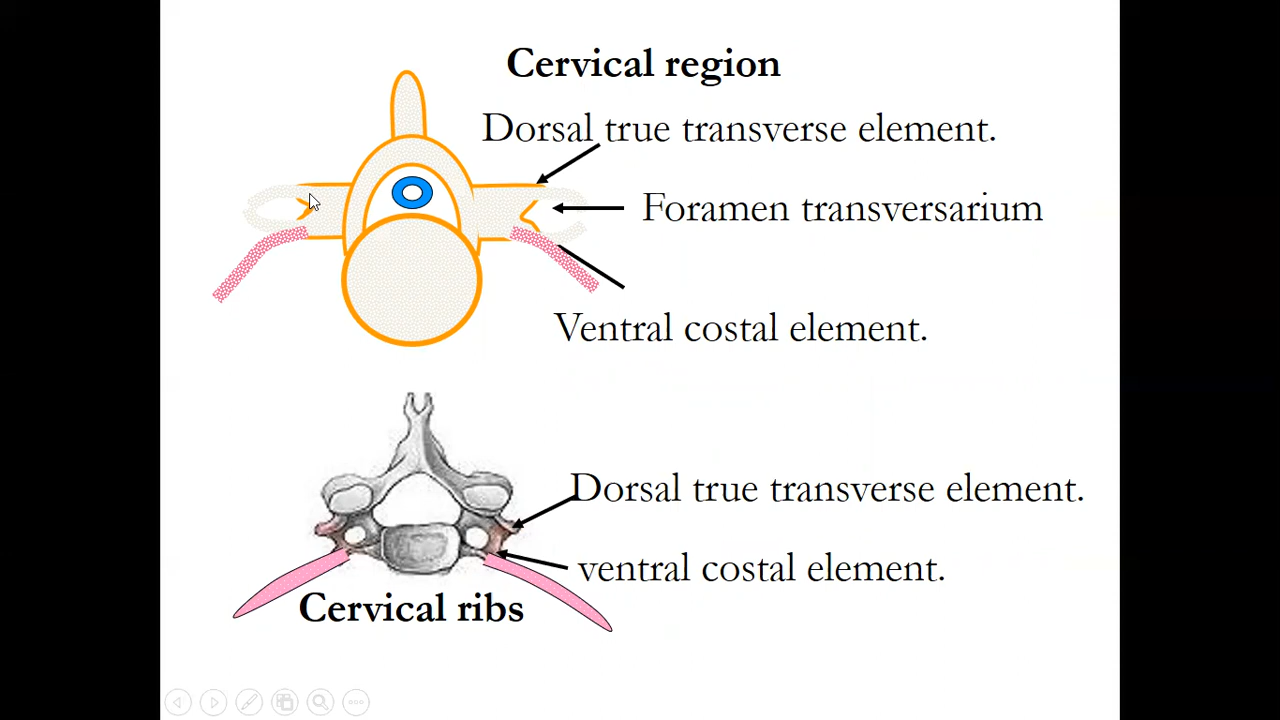 Cervical region
Dorsal true transverse element.
Foramen transversarium
Ventral costal element.
Dorsal true transverse element.
ventral costal element.
Cervical ribs